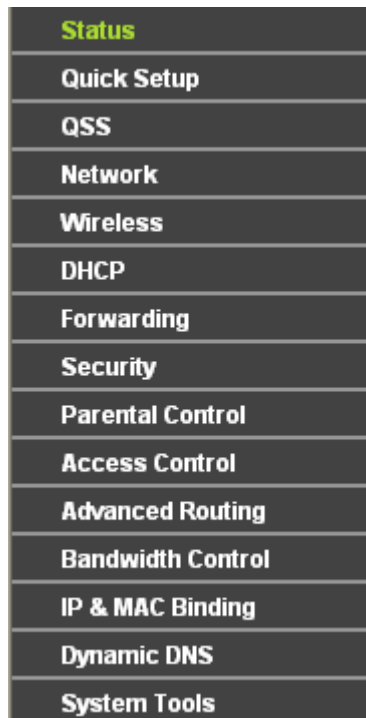 Status
Quick Setup
QSS
Network
Wireless
DHCP
Forwarding
Security
Parental Control
Access Control
Advanced Routing
Bandwidth Control
IP & MAC Binding
Dynamic DNS
System Tools